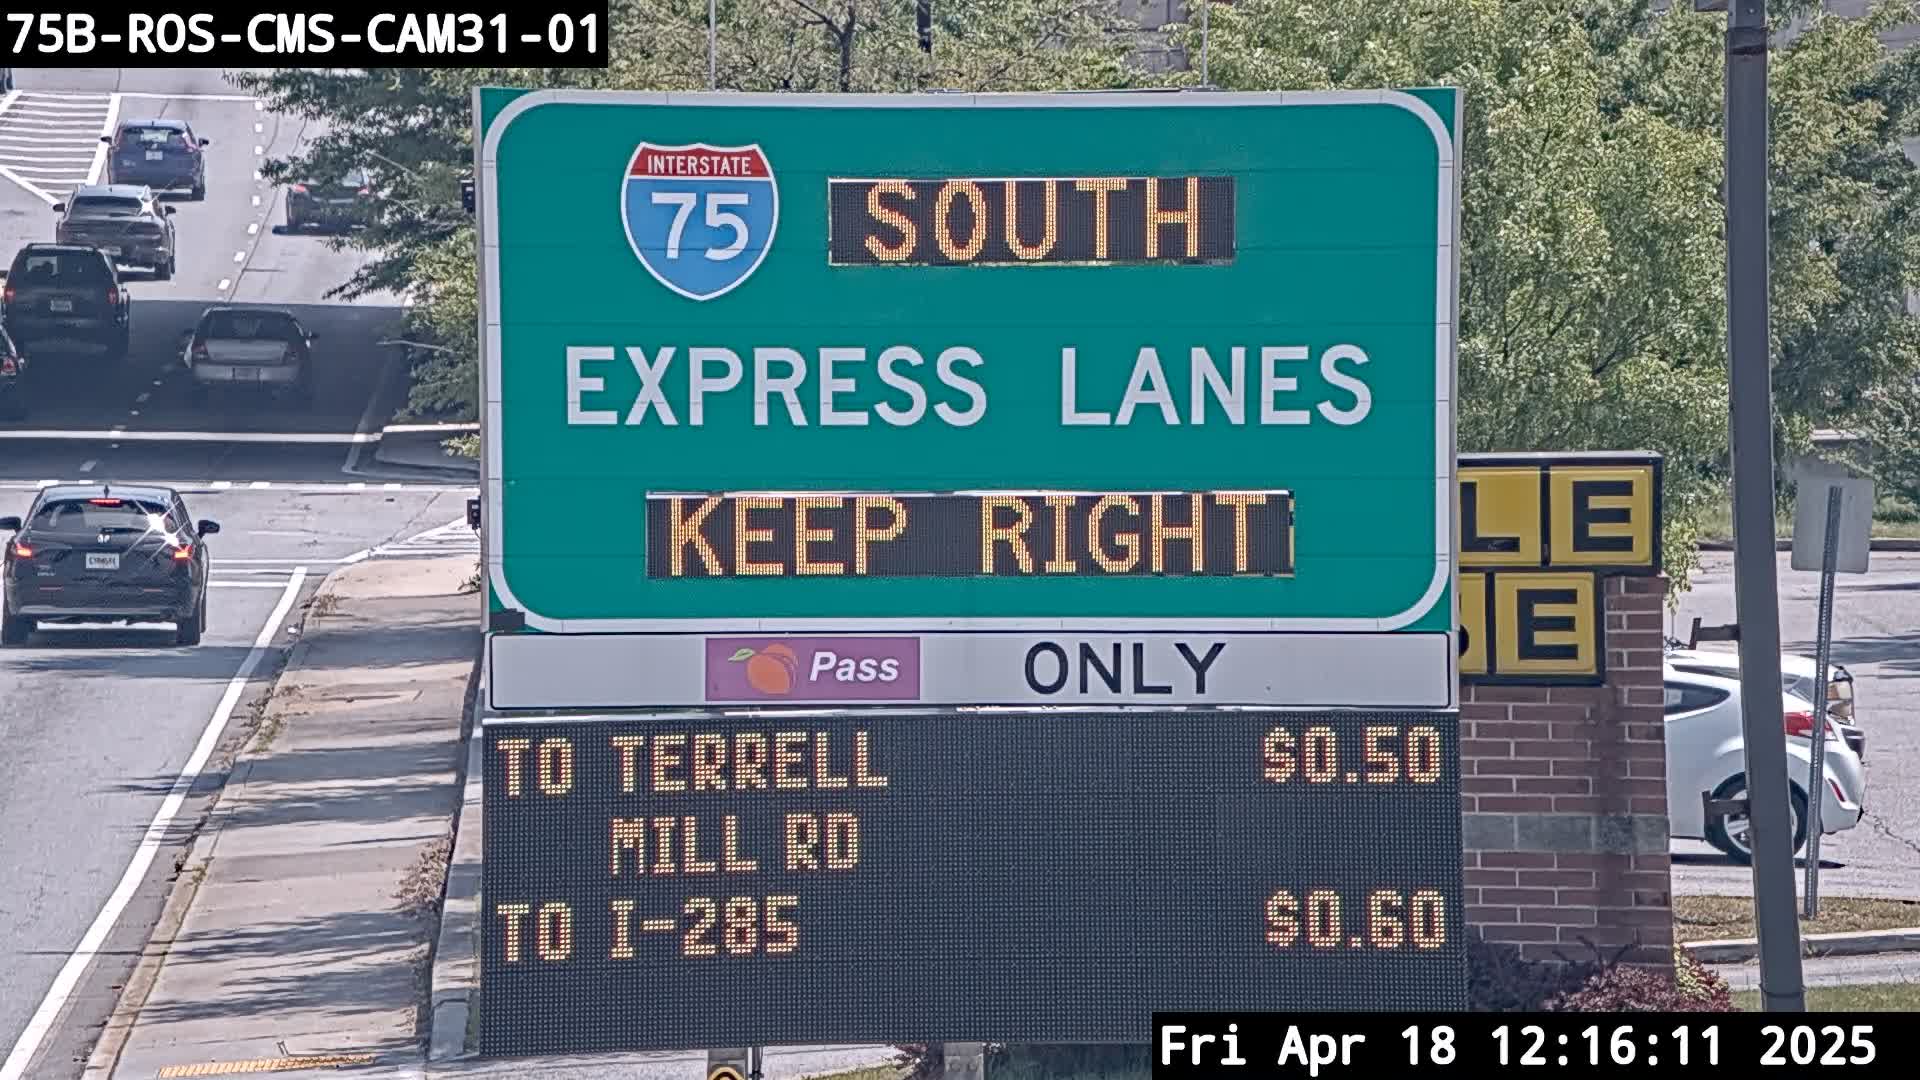 75B-ROS-CMS-CAM31-01
INTERSTATE
75
SOUTH
EXPRESS LANES
KEEP RIGHT
Pass ONLY
TO TERRELL $0.50
MILL RD
TO I-285 $0.60
LE
E
Fri Apr 18 12:16:11 2025